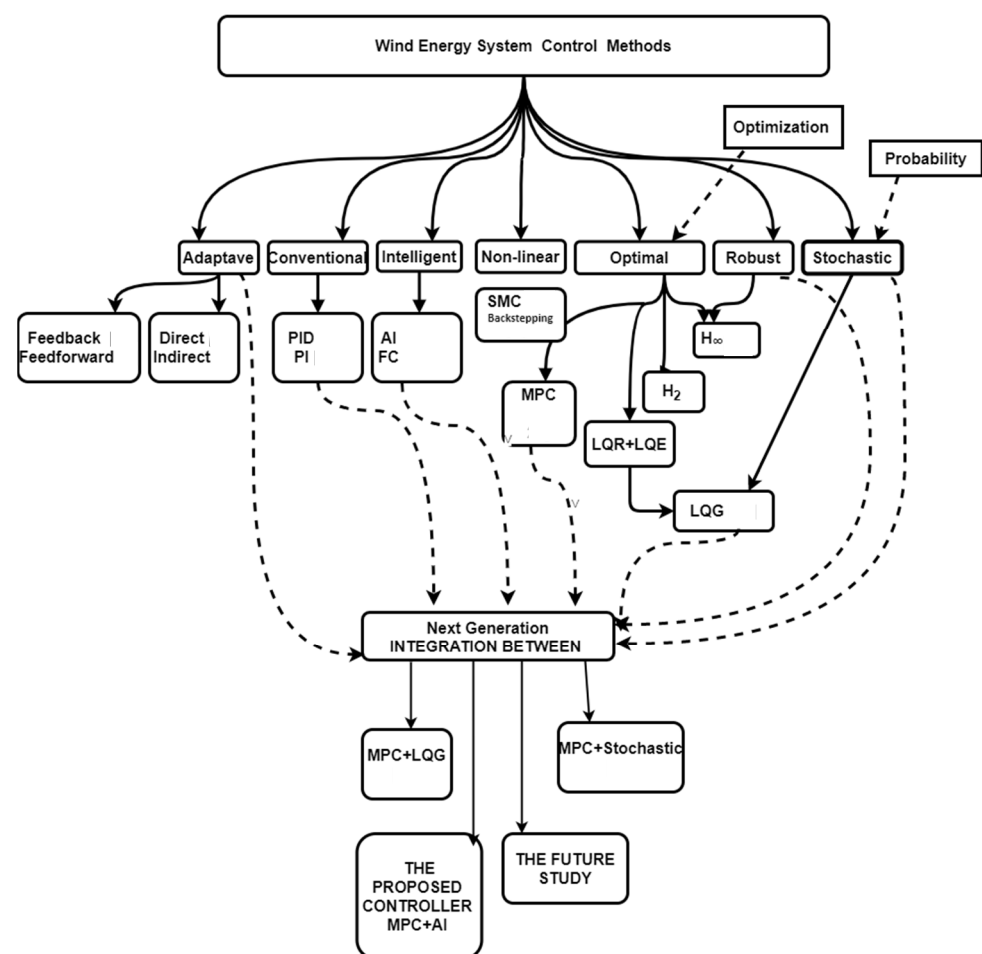 Wind Energy System Control Methods
Optimization
Probability
Adaptave
Conventional
Intelligent
Non-linear
Optimal
Robust
Stochastic
Feedback
Feedforward
Direct
Indirect
PID
PI
AI
FC
SMC
Backstepping
H∞
H2
MPC
LQR+LQE
LQG
Next Generation
INTEGRATION BETWEEN
MPC+LQG
MPC+Stochastic
THE
PROPOSED
CONTROLLER
MPC+AI
THE FUTURE
STUDY